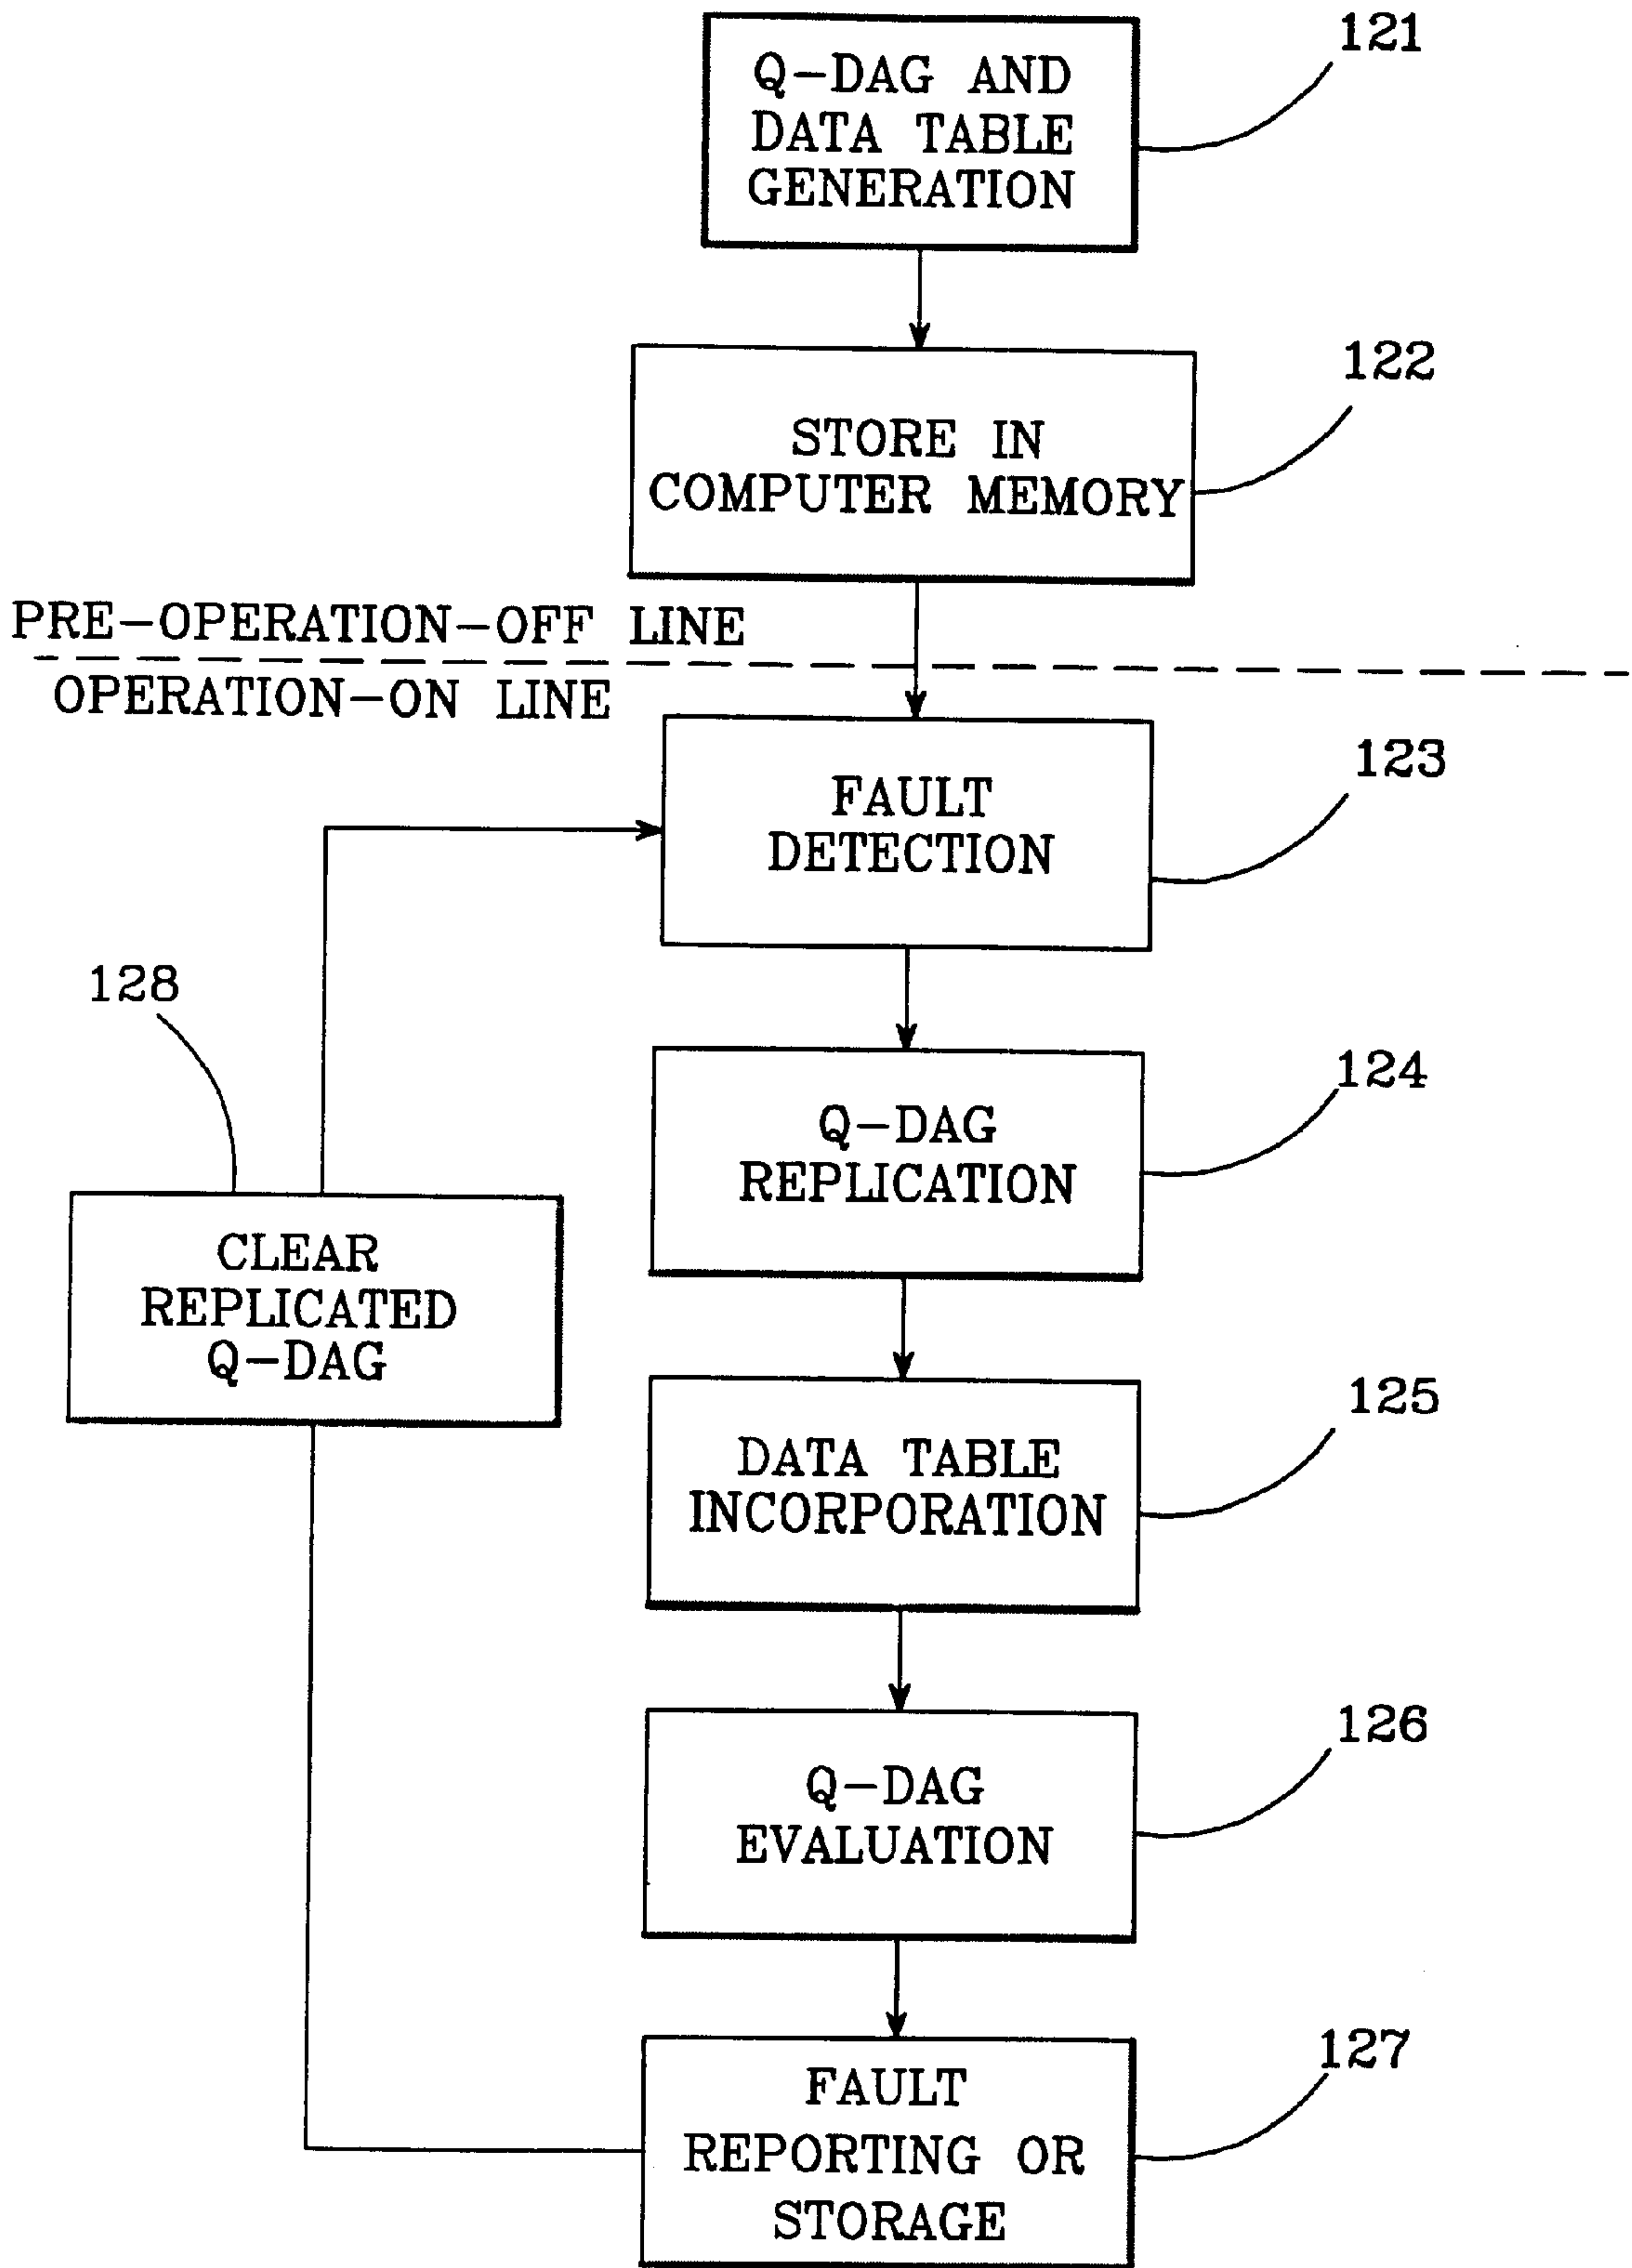 121
Q-DAG AND
DATA TABLE
GENERATION
122
STORE IN
COMPUTER MEMORY
PRE-OPERATION-OFF LINE
OPERATION-ON LINE
123
FAULT
DETECTION
128
124
Q-DAG
REPLICATION
CLEAR
REPLICATED
Q-DAG
125
DATA TABLE
INCORPORATION
126
Q-DAG
EVALUATION
127
FAULT
REPORTING OR
STORAGE